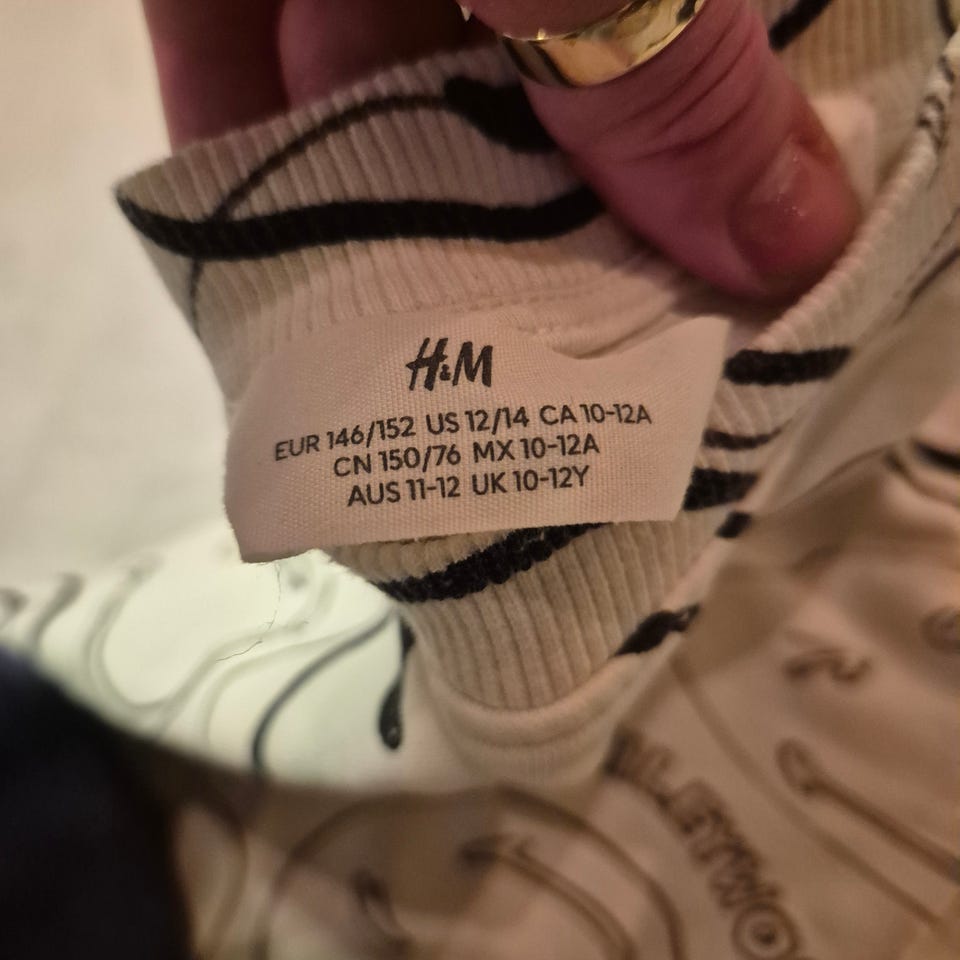 H&M
EUR 146/152 US 12/14 CA 10-12A
CN 150/76 MX 10-12A
AUS 11-12 UK 10-12Y